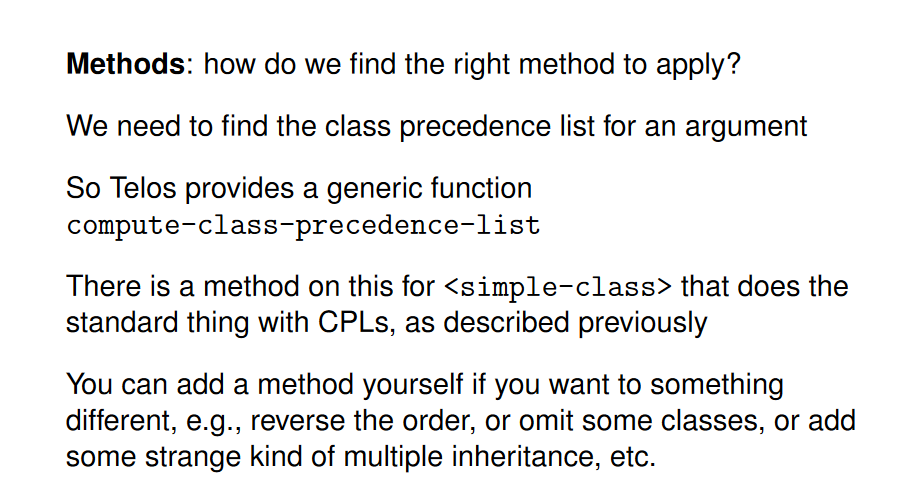 Methods: how do we find the right method to apply?
We need to find the class precedence list for an argument
So Telos provides a generic function
compute-class-precedence-list
There is a method on this for <simple-class> that does the
standard thing with CPLs, as described previously
You can add a method yourself if you want to something
different, e.g., reverse the order, or omit some classes, or add
some strange kind of multiple inheritance, etc.